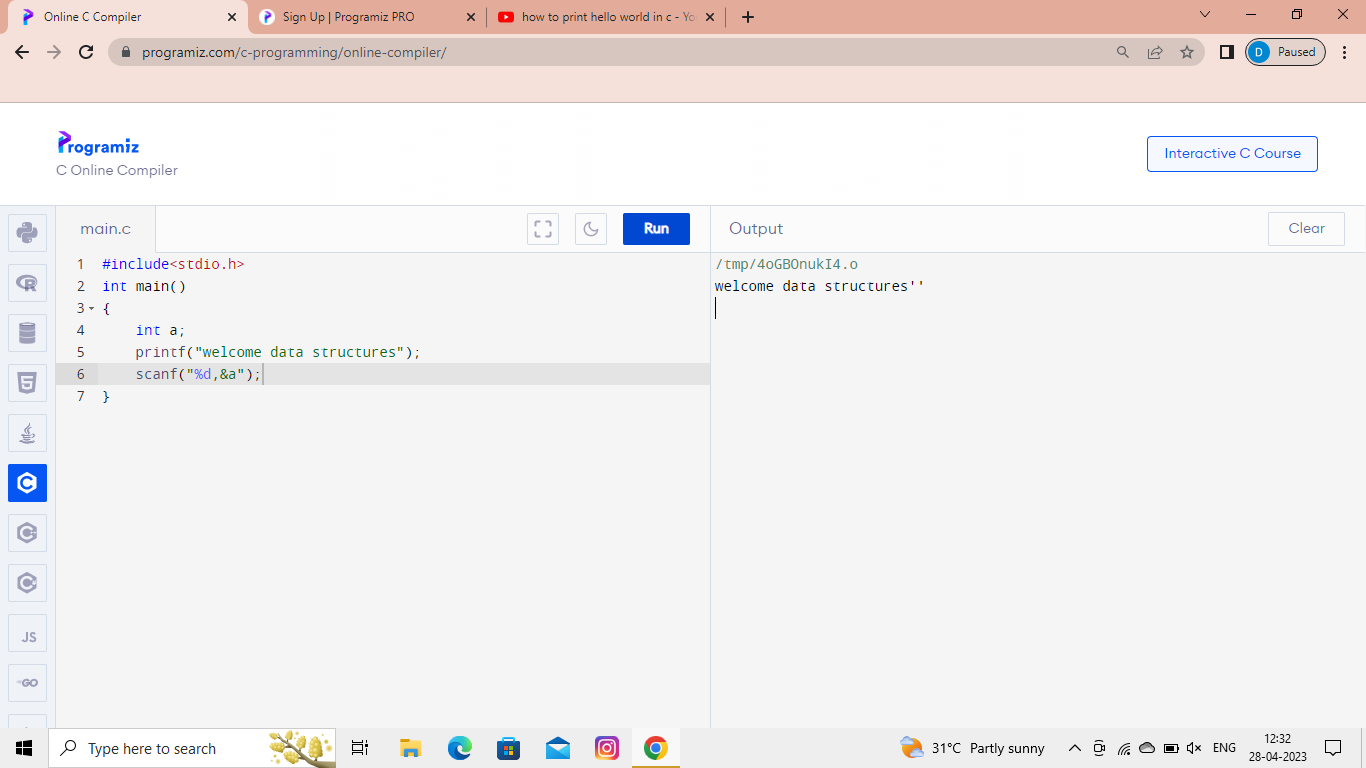 Online C Compiler
Sign Up | Programiz PRO
how to print hello world in c - Yo
programiz.com/c-programming/online-compiler/
D
Paused
Programiz
C Online Compiler
Interactive C Course
main.c
Run
Output
Clear
1 #include<stdio.h>
2 int main()
3 {
4 int a;
5 printf("welcome data structures");
6 scanf("%d,&a");
7 }
/tmp/4oGBOnukI4.o
welcome data structures''
R
5
C
C
C
JS
GO
Type here to search
31°C Partly sunny
ENG
12:32
28-04-2023